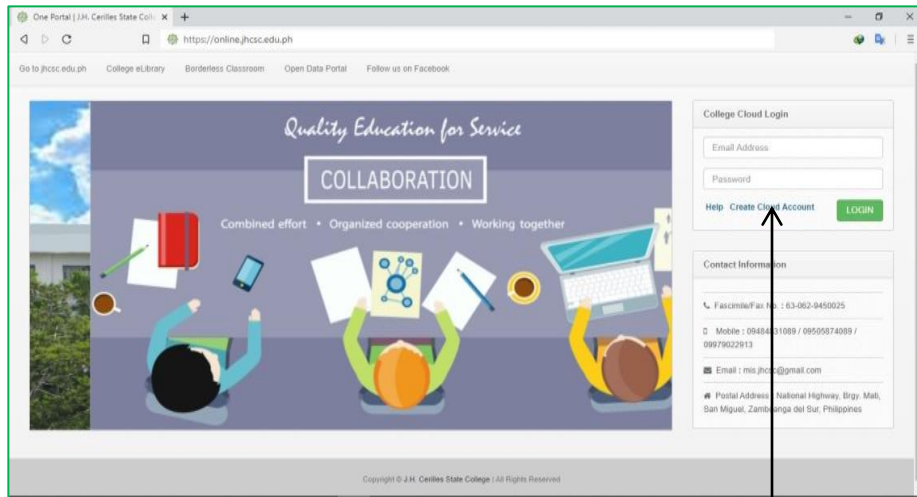 One Portal | J.H. Cerilles State Coll
https://online.jhcsc.edu.ph
Go to jhcsc.edu.ph College eLibrary Borderless Classroom Open Data Portal Follow us on Facebook
Quality Education for Service
COLLABORATION
Combined effort • Organized cooperation • Working together
College Cloud Login
Email Address
Password
Help Create Cloud Account LOGIN
Contact Information
Fascimile/Fax No. : 63-062-9450025
Mobile : 09484 31089 / 09505874089 /
09979022913
Email : mis.jhcsc@gmail.com
Postal Address : National Highway, Brgy. Mati,
San Miguel, Zamboanga del Sur, Philippines
Copyright © J.H. Cerilles State College | All Rights Reserved